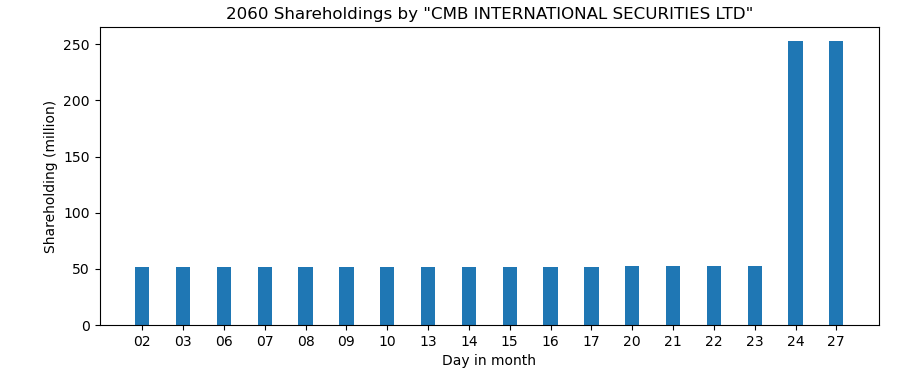 2060 Shareholdings by "CMB INTERNATIONAL SECURITIES LTD"
Shareholding (million)
250
200
150
100
50
0
02 03 06 07 08 09 10 13 14 15 16 17 20 21 22 23 24 27
Day in month